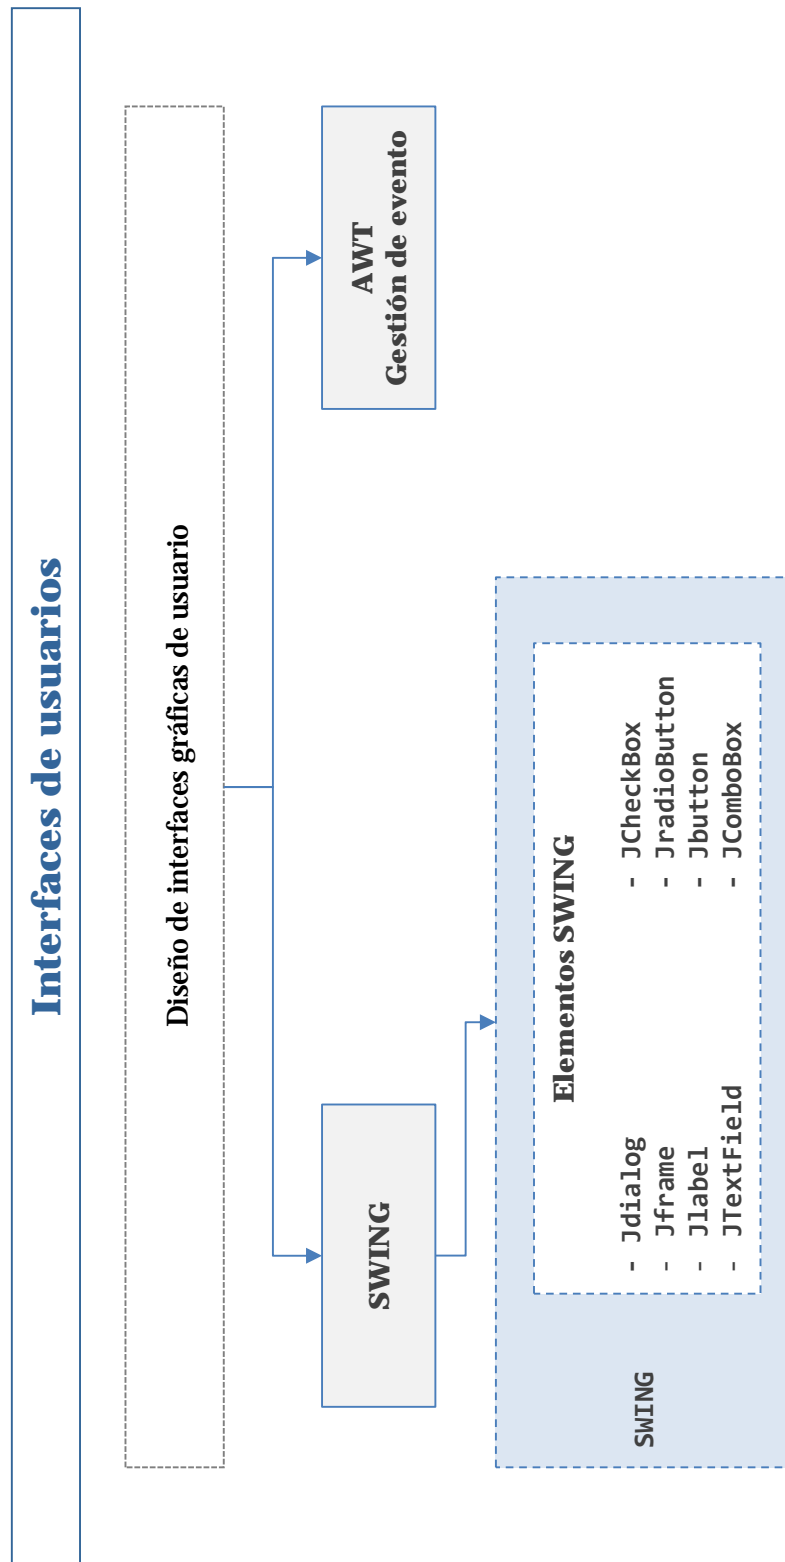 Interfaces de usuarios
Diseño de interfaces gráficas de usuario
SWING
AWT
Gestión de evento
SWING
Elementos SWING
- Jdialog
- Jframe
- Jlabel
- JTextField
- JCheckBox
- JradioButton
- Jbutton
- JComboBox